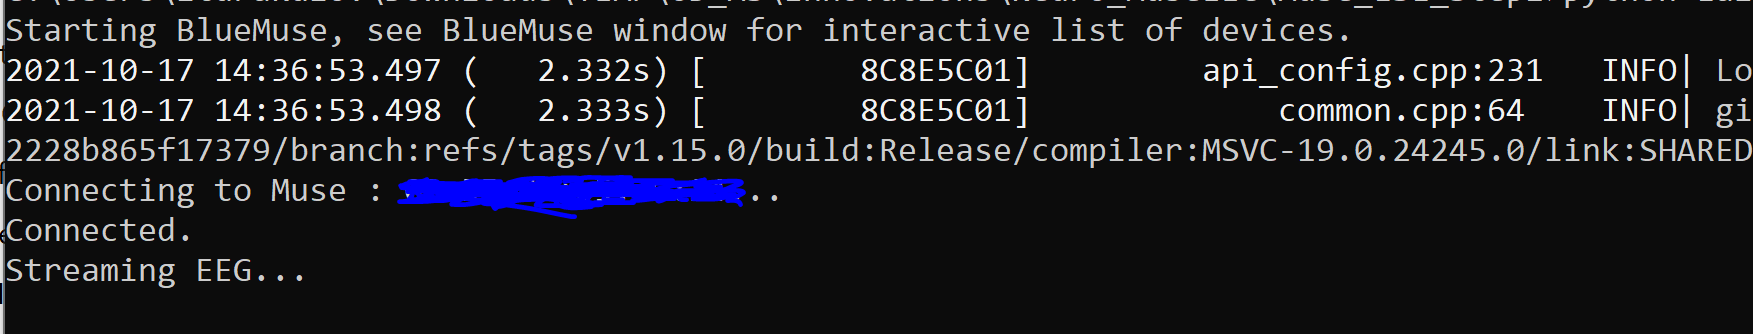 Starting BlueMuse, see BlueMuse window for interactive list of devices.
2021-10-17 14:36:53.497 (   2.332s) [        8C8E5C01]         api_config.cpp:231   INFO| Lo
2021-10-17 14:36:53.498 (   2.333s) [        8C8E5C01]             common.cpp:64    INFO| gi
2228b865f17379/branch:refs/tags/v1.15.0/build:Release/compiler:MSVC-19.0.24245.0/link:SHARED
Connecting to Muse : ..
Connected.
Streaming EEG...